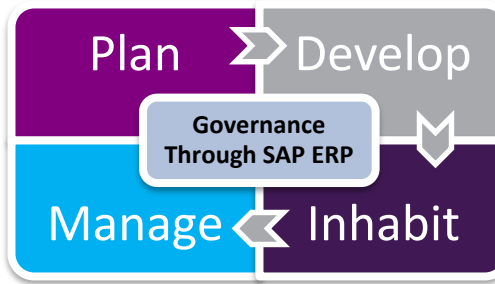 Plan
Develop
Governance
Through SAP ERP
Manage
Inhabit